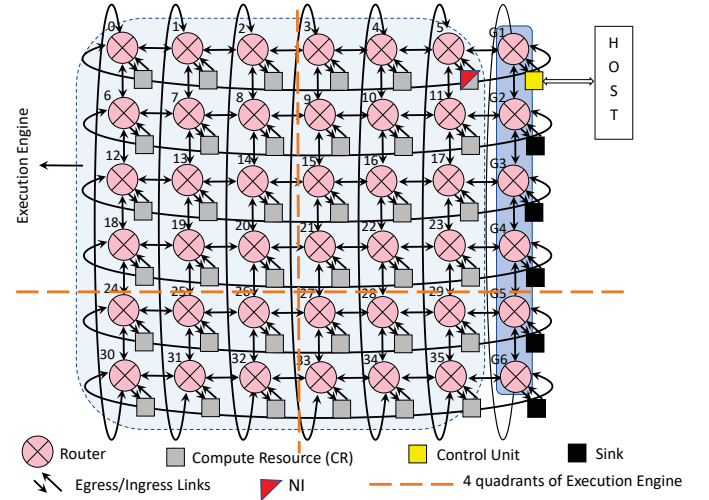 0 1 2 3 4 5 G1
H
O
S
T
6 7 8 9 10 11 G2
Execution Engine
12 13 14 15 16 17 G3
18 19 20 21 22 23 G4
24 25 26 27 28 29 G5
30 31 32 33 34 35 G6
Router Compute Resource (CR) Control Unit Sink
Egress/Ingress Links NI 4 quadrants of Execution Engine